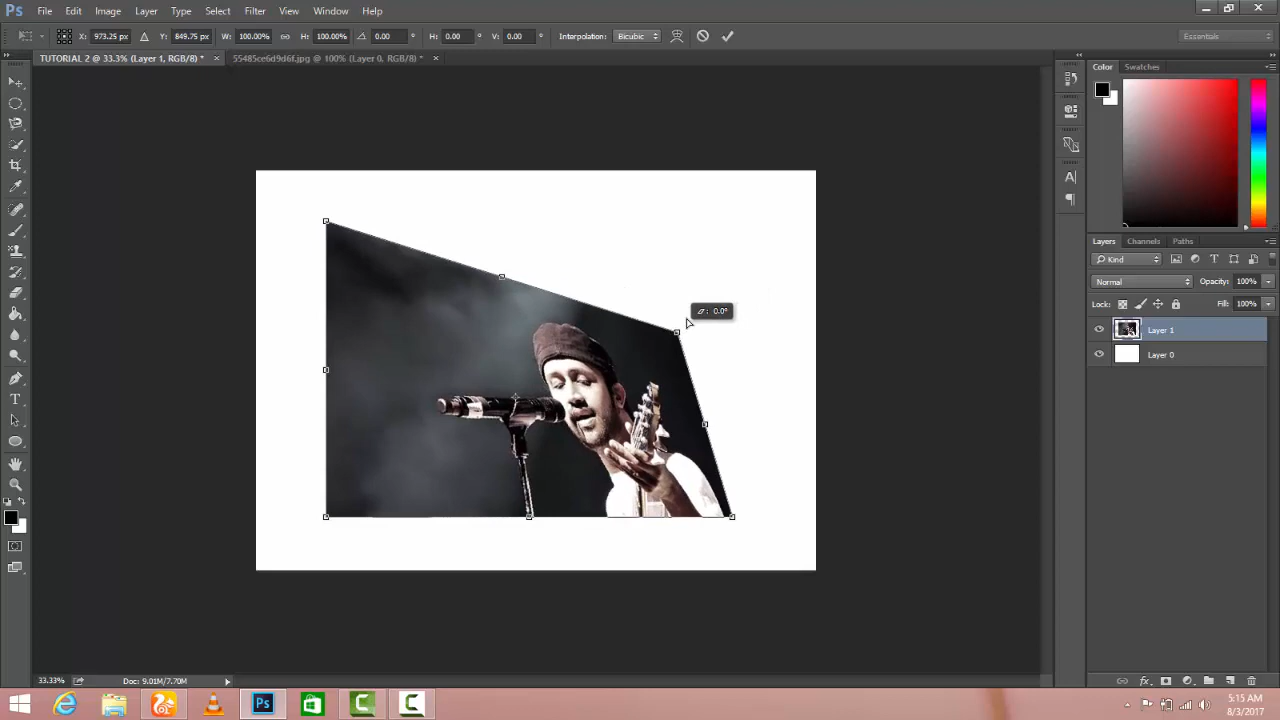 Ps File Edit Image Layer Type Select Filter View Window Help
X: 973.25 px Y: 849.75 px W: 100.00% H: 100.00% 0.00 ° H: 0.00 ° V: 0.00 ° Interpolation: Bicubic Essentials
TUTORIAL 2 @ 33.3% (Layer 1, RGB/8) * × 55485ce6d9d6f.jpg @ 100% (Layer 0, RGB/8) * ×
Color Swatches
Layers Channels Paths
Kind
Normal Opacity: 100%
Lock: Fill: 100%
0.0°
Layer 1
Layer 0
33.33% Doc: 9.01M/7.70M
Ps
5:15 AM
8/3/2017